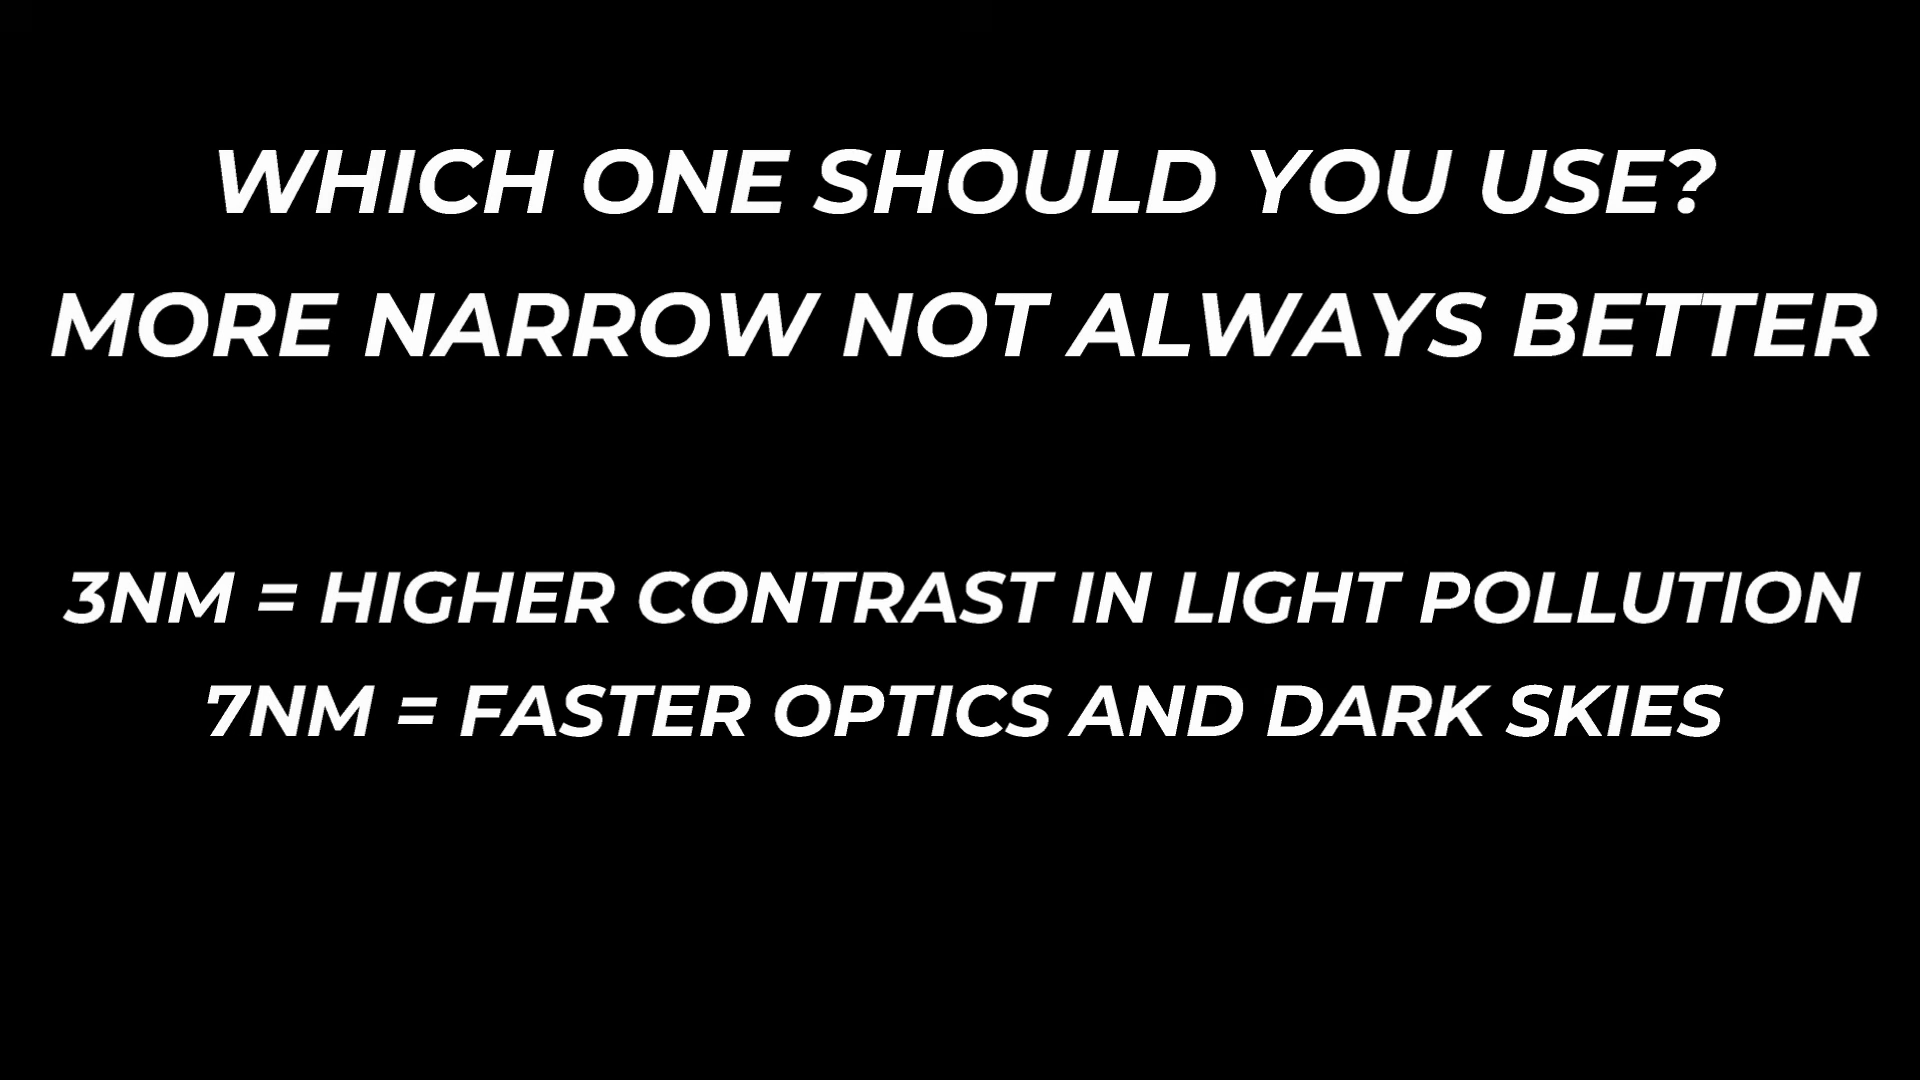 WHICH ONE SHOULD YOU USE?
MORE NARROW NOT ALWAYS BETTER
3NM = HIGHER CONTRAST IN LIGHT POLLUTION
7NM = FASTER OPTICS AND DARK SKIES